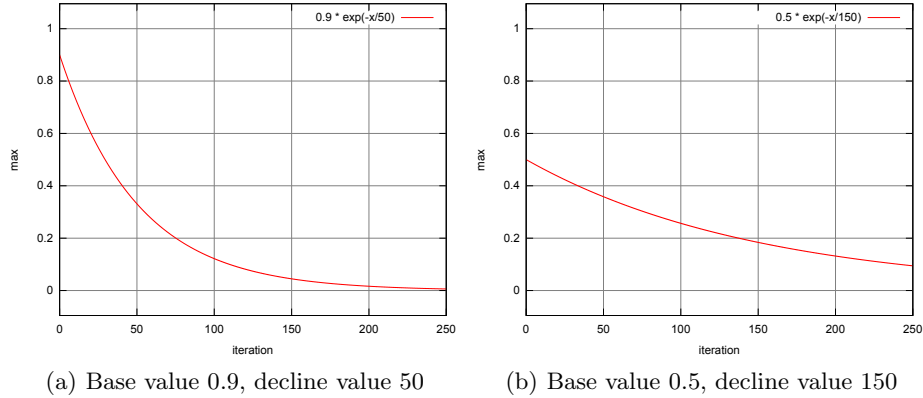 0.9 * exp(-x/50)
1
0.8
0.6
0.4
0.2
0
max
0 50 100 150 200 250
iteration
(a) Base value 0.9, decline value 50
0.5 * exp(-x/150)
1
0.8
0.6
0.4
0.2
0
max
0 50 100 150 200 250
iteration
(b) Base value 0.5, decline value 150